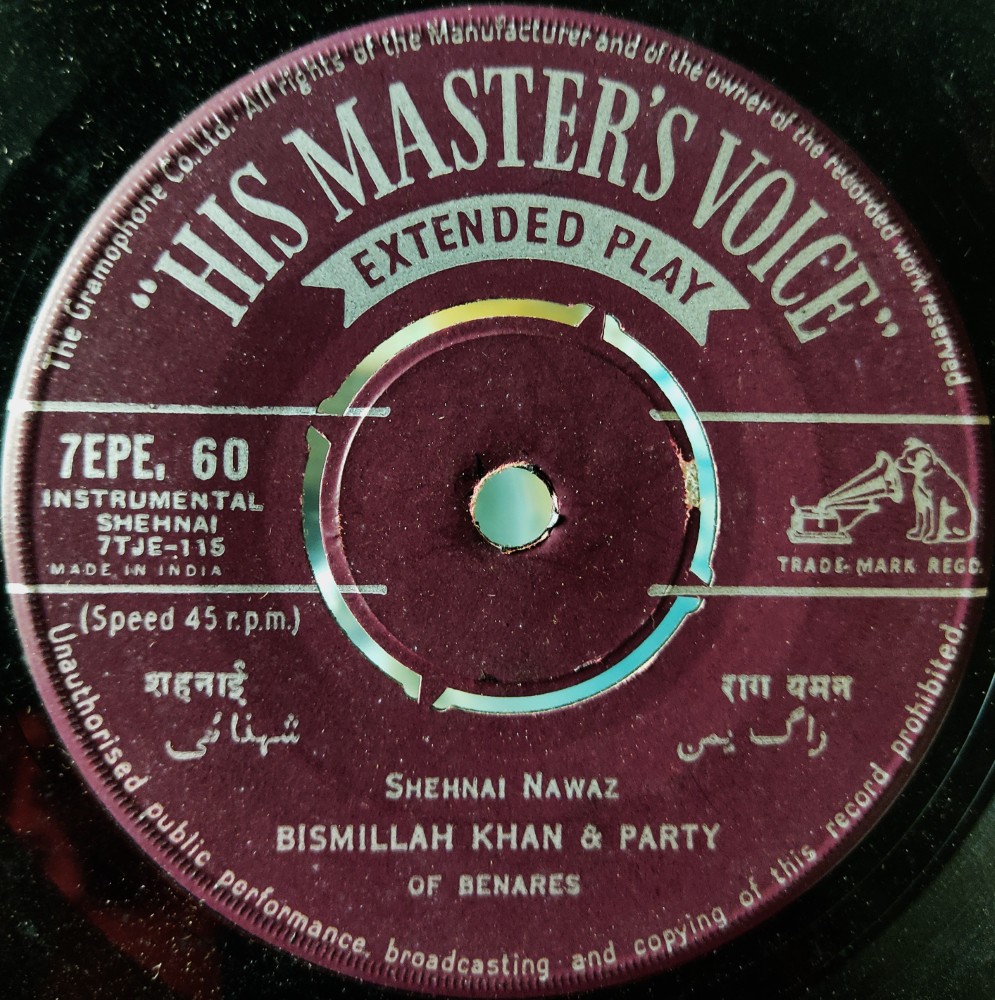 The Gramophone Co. Ltd. All rights of the Manufacturer and of the owner of the recorded work reserved.
"HIS MASTER'S VOICE"
EXTENDED PLAY
7EPE. 60
INSTRUMENTAL
SHEHNAI
7TJE-115
MADE IN INDIA
TRADE-MARK REGD.
(Speed 45 r.p.m.)
शहनाई
شہنائی
राग यमन
راگ یمن
SHEHNAI NAWAZ
BISMILLAH KHAN & PARTY
OF BENARES
Unauthorised public performance, broadcasting and copying of this record prohibited.